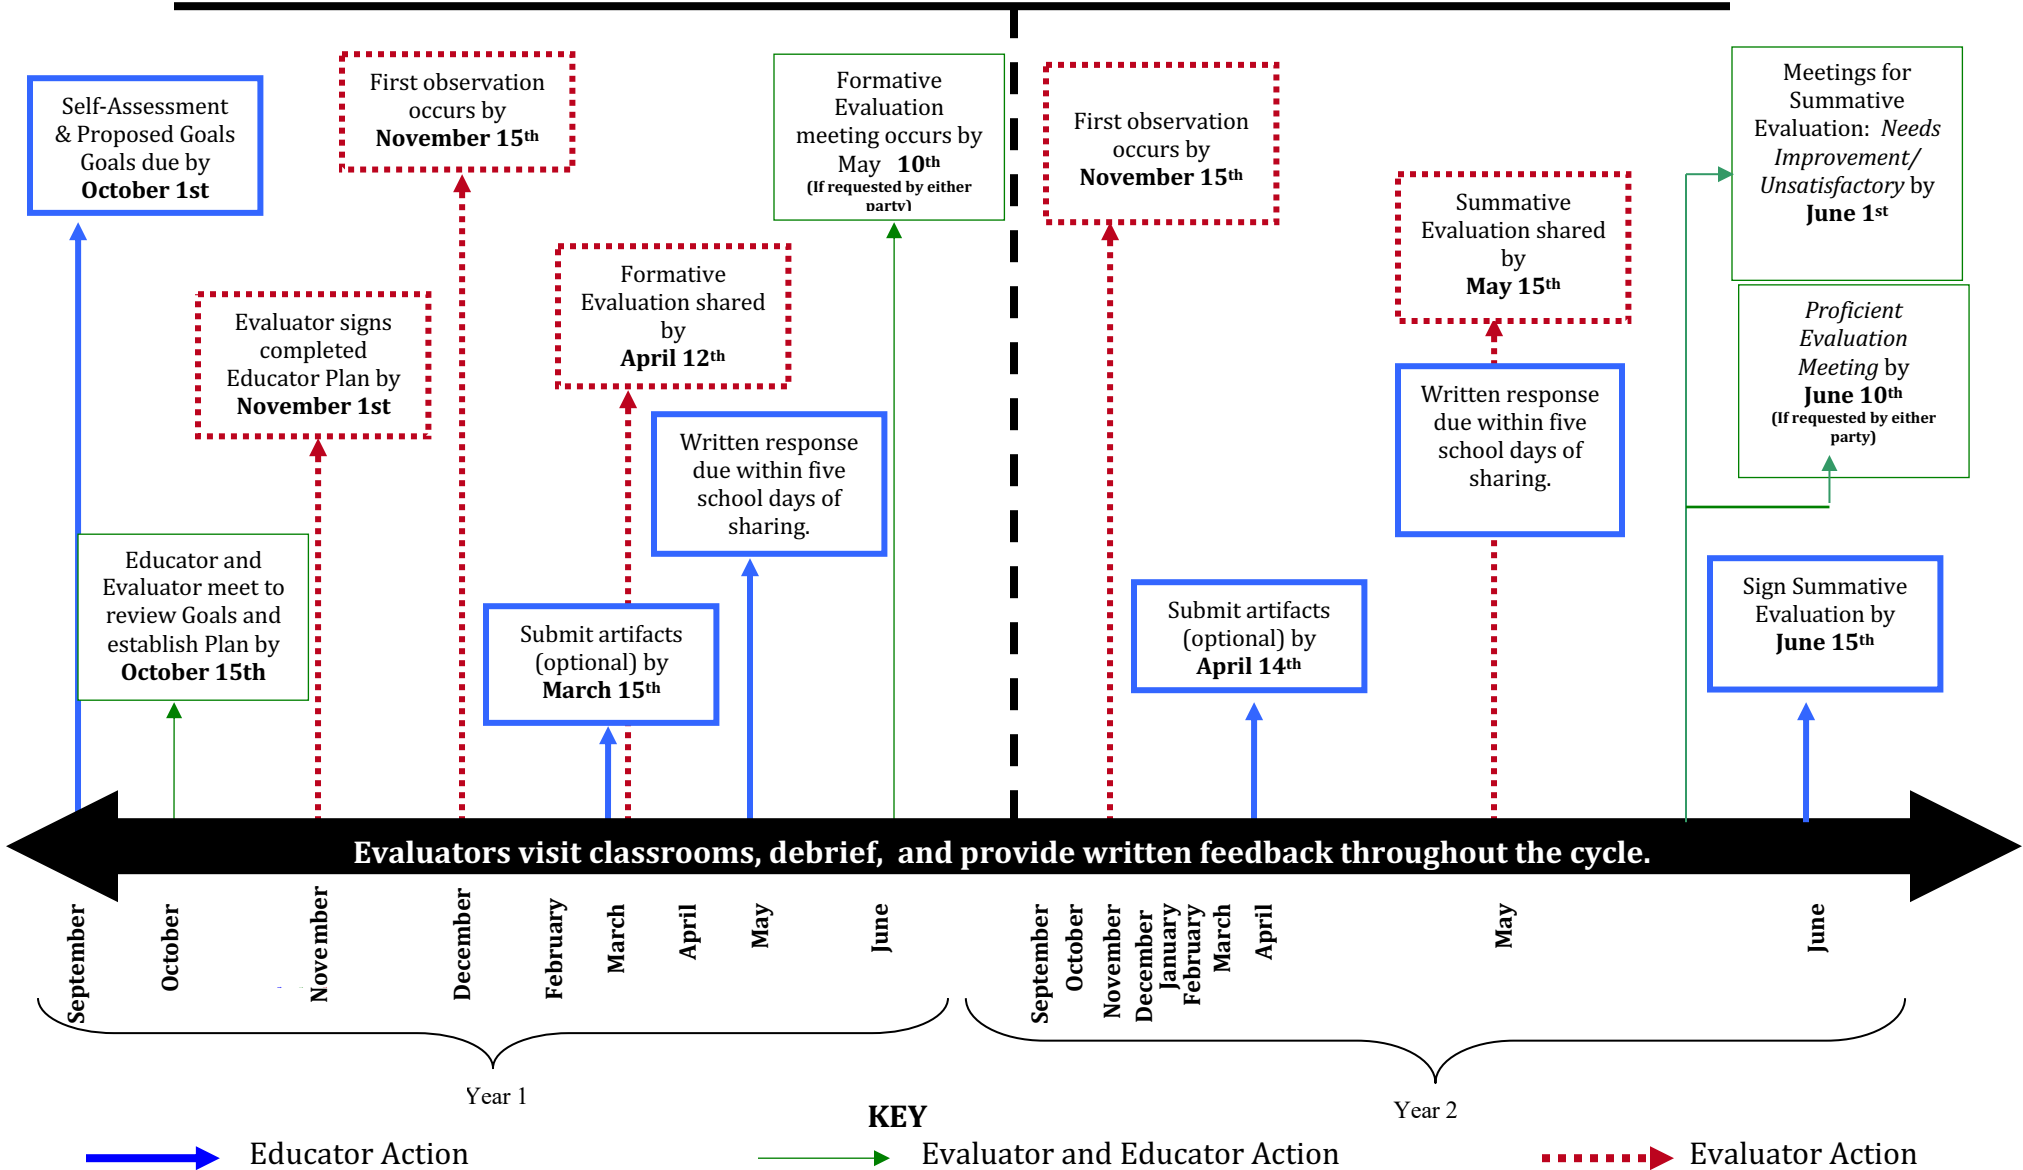 Self-Assessment
& Proposed Goals
Goals due by
October 1st
First observation
occurs by
November 15th
Formative
Evaluation
meeting occurs by
May 10th
(If requested by either
party)
Evaluator signs
completed
Educator Plan by
November 1st
Formative
Evaluation shared
by
April 12th
Written response
due within five
school days of
sharing.
Educator and
Evaluator meet to
review Goals and
establish Plan by
October 15th
Submit artifacts
(optional) by
March 15th
First observation
occurs by
November 15th
Summative
Evaluation shared
by
May 15th
Written response
due within five
school days of
sharing.
Submit artifacts
(optional) by
April 14th
Meetings for
Summative
Evaluation: Needs
Improvement/
Unsatisfactory by
June 1st
Proficient
Evaluation
Meeting by
June 10th
(If requested by either
party)
Sign Summative
Evaluation by
June 15th
Evaluators visit classrooms, debrief, and provide written feedback throughout the cycle.
September
October
November
December
February
March
April
May
June
September
October
November
December
January
February
March
April
May
June
Year 1
Year 2
KEY
Educator Action
Evaluator and Educator Action
Evaluator Action